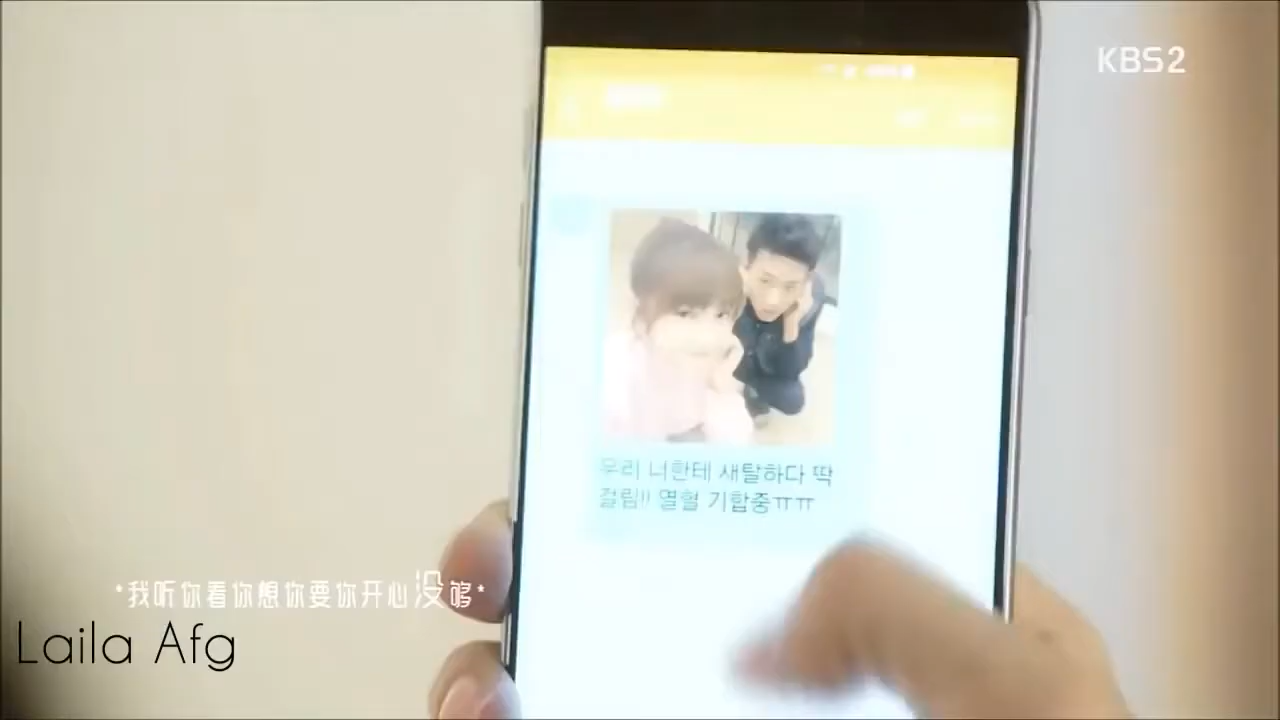 KBS2
우리 너한테 새탈하다 딱
걸림!! 열혈 기합중ㅠㅠ
*我听你看你想你要你开心没够*
Laila Afg